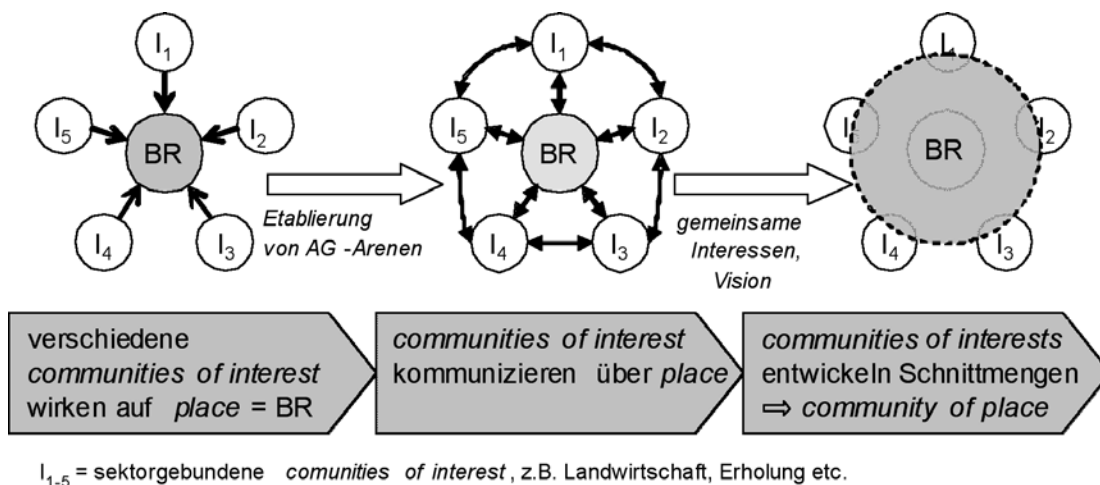 I1
I5
I2
BR
I4
I3
Etablierung
von AG -Arenen
I1
I5
I2
BR
I4
I3
gemeinsame
Interessen,
Vision
I1
I5
I2
BR
I4
I3
verschiedene
communities of interest
wirken auf place = BR
communities of interest
kommunizieren über place
communities of interests
entwickeln Schnittmengen
⇨ community of place
I1-5 = sektorgebundene comunities of interest, z.B. Landwirtschaft, Erholung etc.